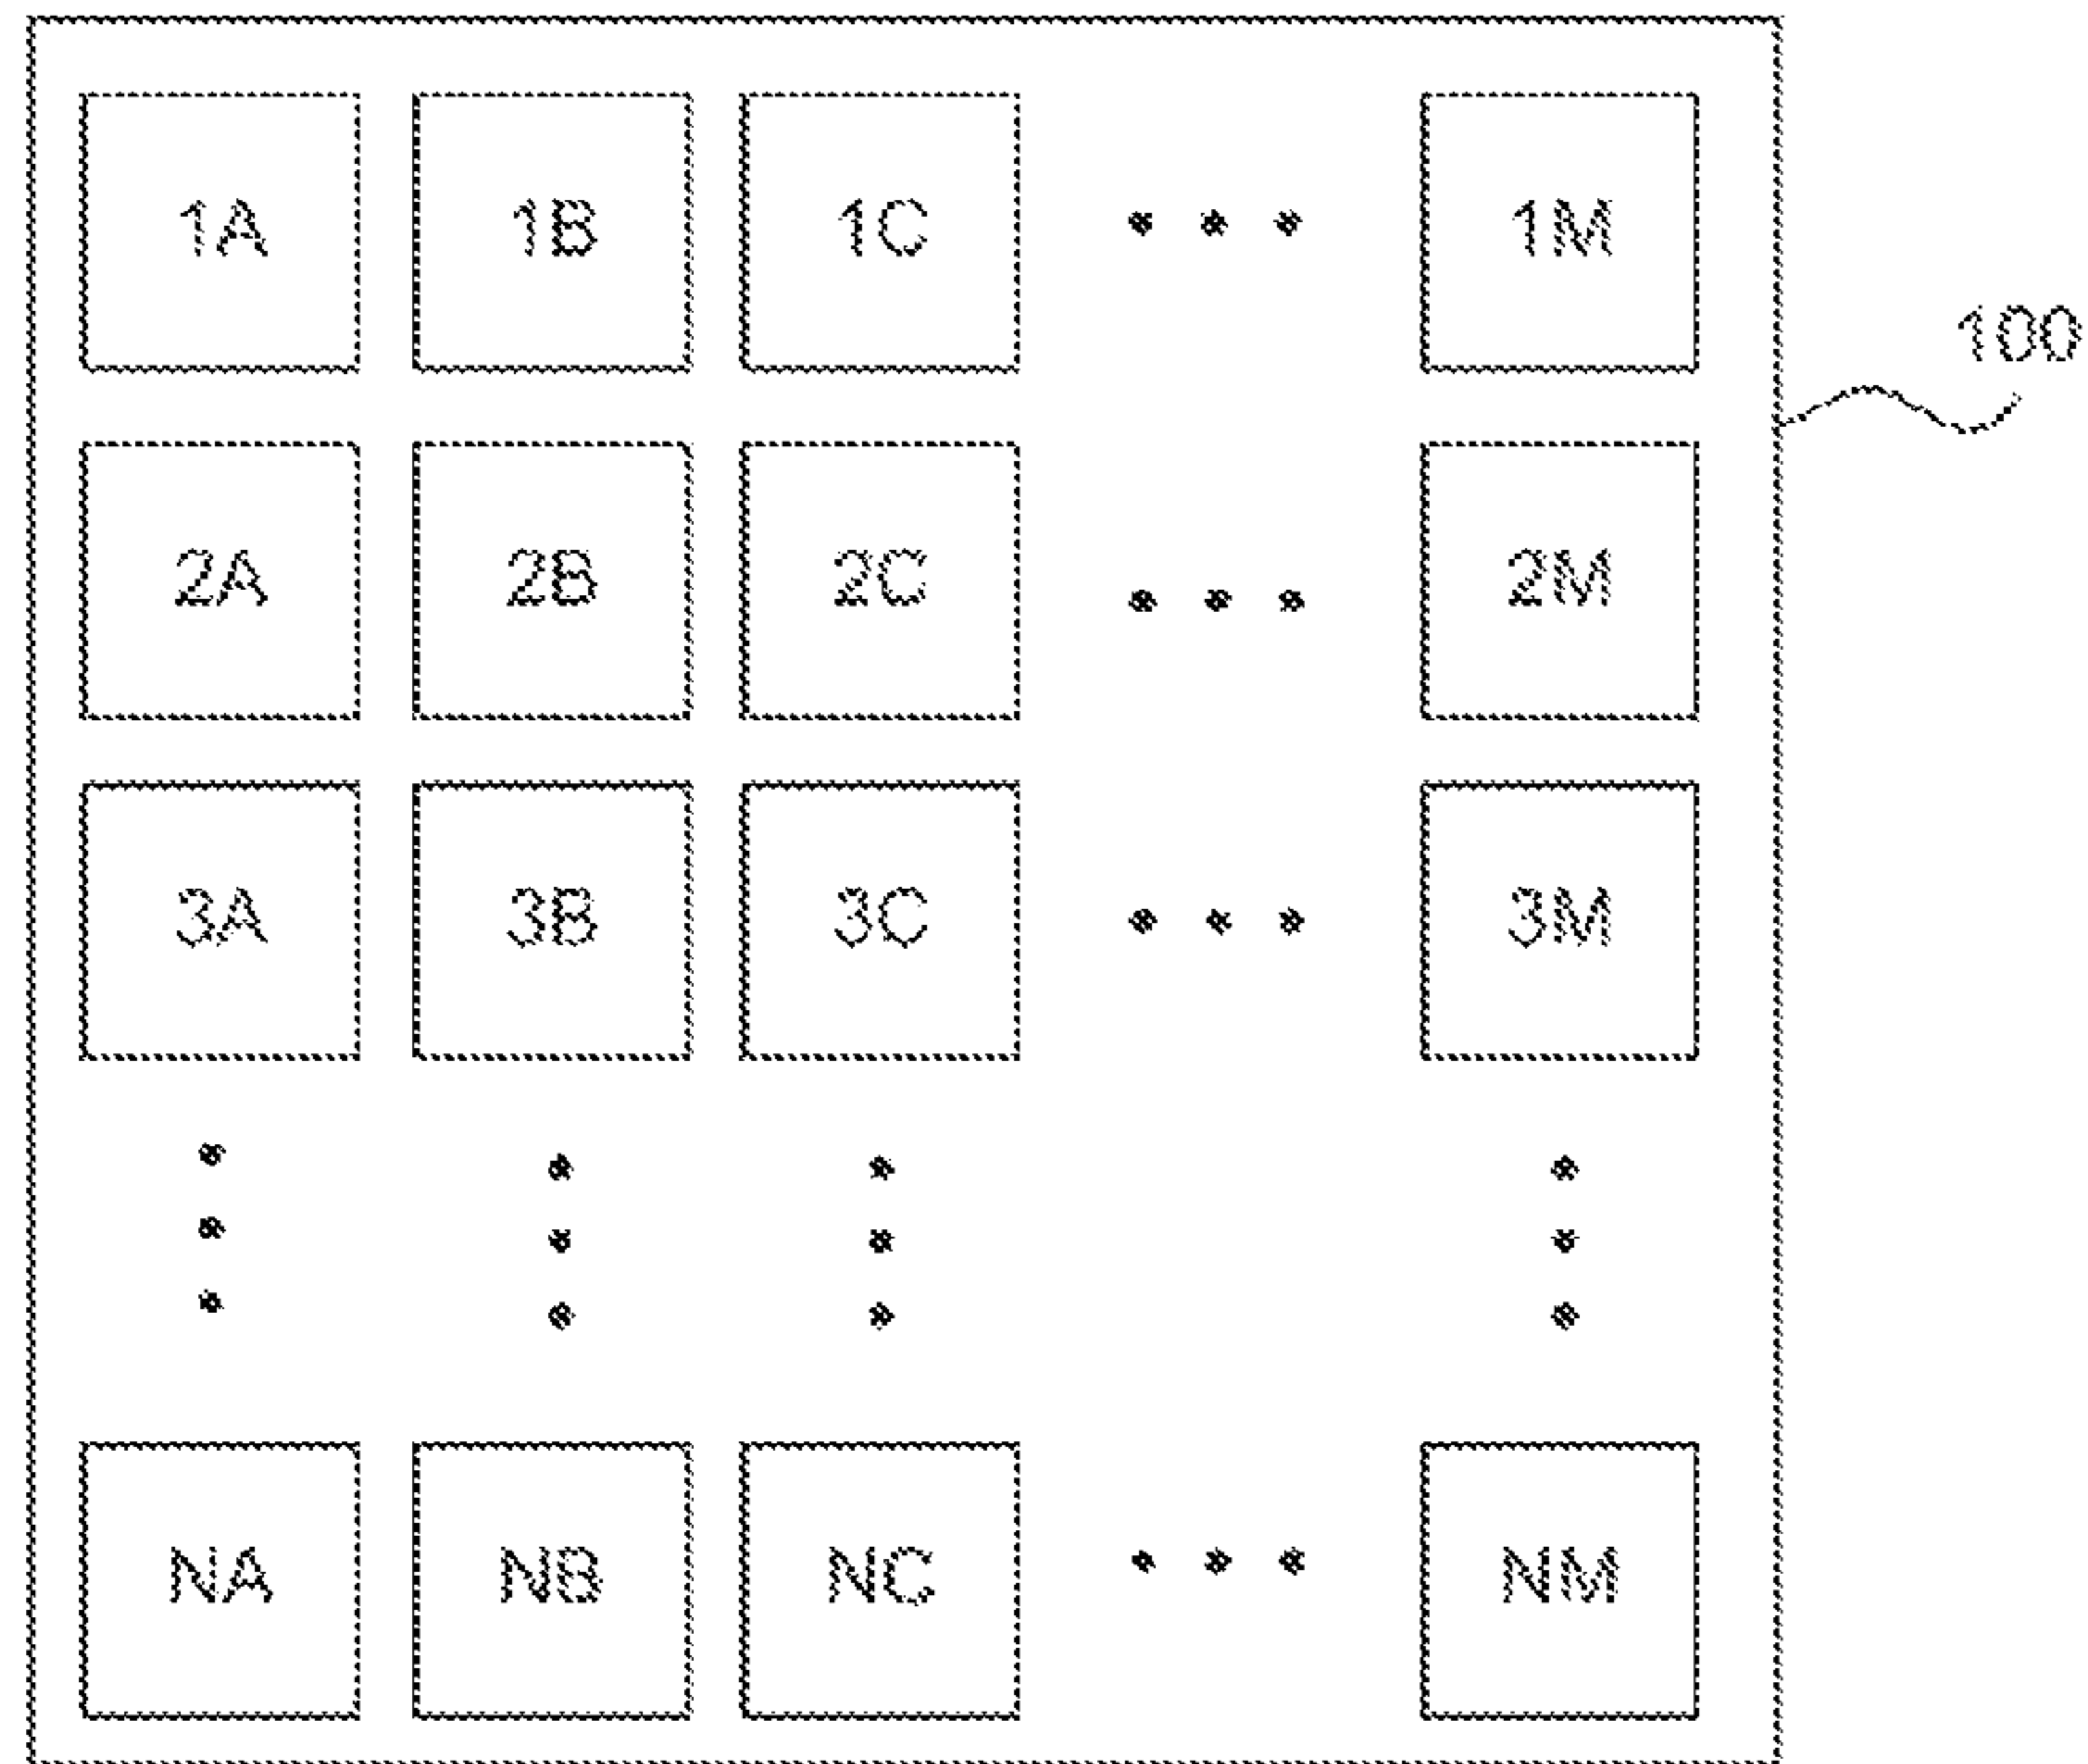 1A 1B 1C • • • 1M
100
2A 2B 2C • • • 2M
3A 3B 3C • • • 3M
NA NB NC • • • NM